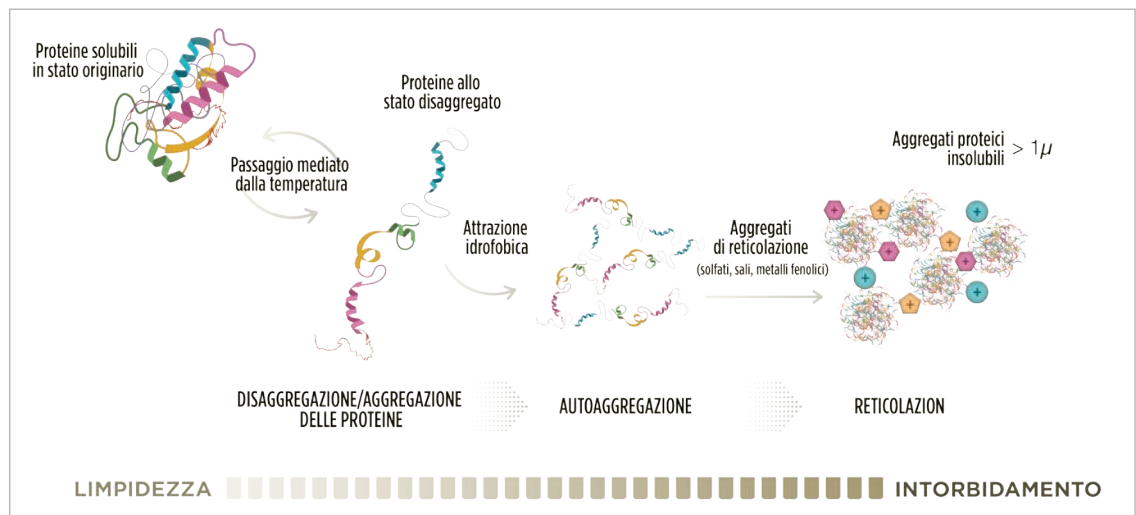 Proteine solubili
in stato originario
Proteine allo
stato disaggregato
Passaggio mediato
dalla temperatura
Attrazione
idrofobica
Aggregati
di reticolazione
(solfati, sali, metalli fenolici)
Aggregati proteici
insolubili > 1μ
+ + +
+ + +
+ +
+ +
DISAGGREGAZIONE/AGGREGAZIONE
DELLE PROTEINE
AUTOAGGREGAZIONE
RETICOLAZION
LIMPIDEZZA
INTORBIDAMENTO